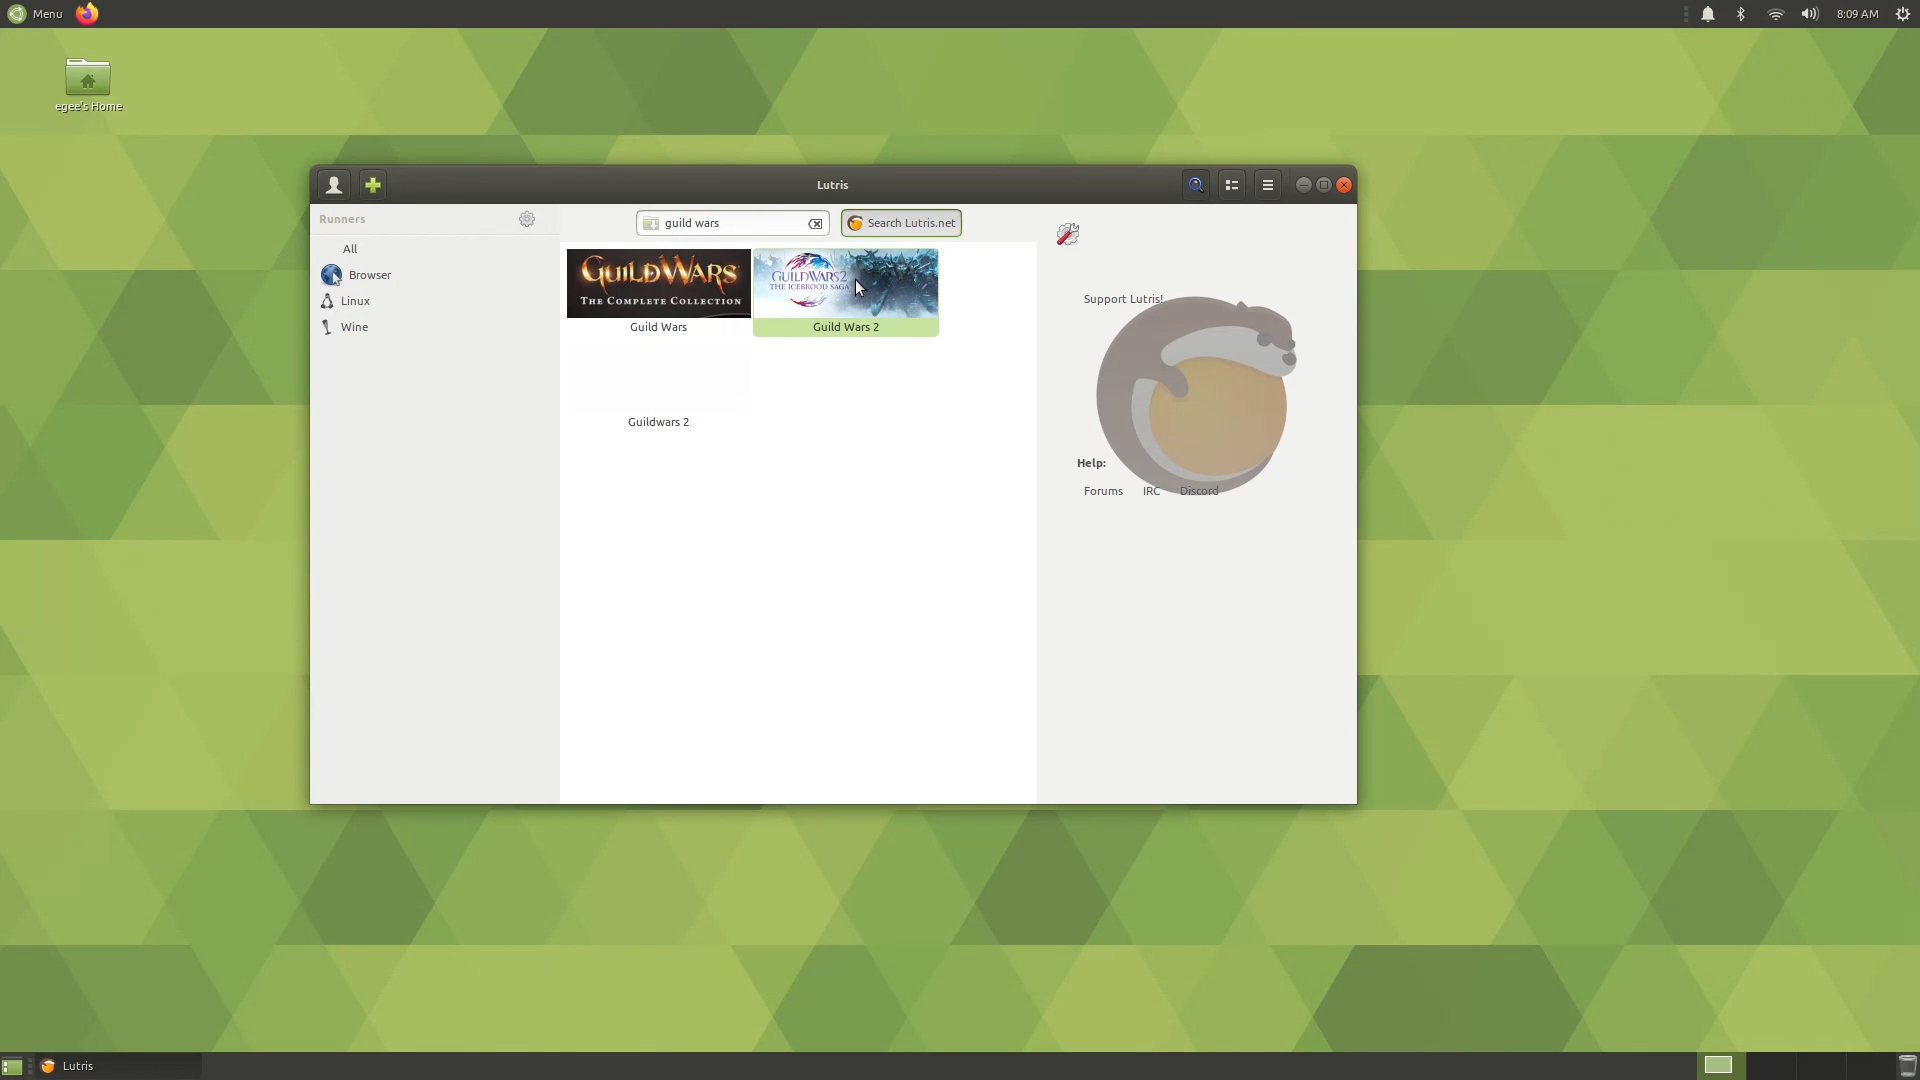 Menu
8:09 AM
egee's Home
Lutris
Runners
guild wars
Search Lutris.net
All
Browser
Linux
Wine
GUILD WARS
THE COMPLETE COLLECTION
Guild Wars
GUILD WARS 2
THE ICEBROOD SAGA
Guild Wars 2
Guildwars 2
Support Lutris!
Help:
Forums IRC Discord
Lutris